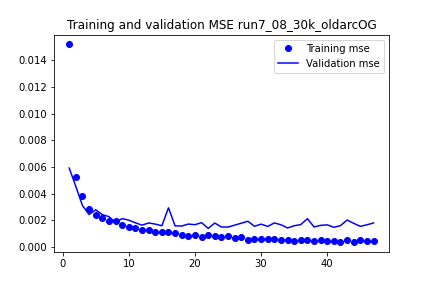 Training and validation MSE run7_08_30k_oldarcOG
Training mse
Validation mse
0.014
0.012
0.010
0.008
0.006
0.004
0.002
0.000
0 10 20 30 40